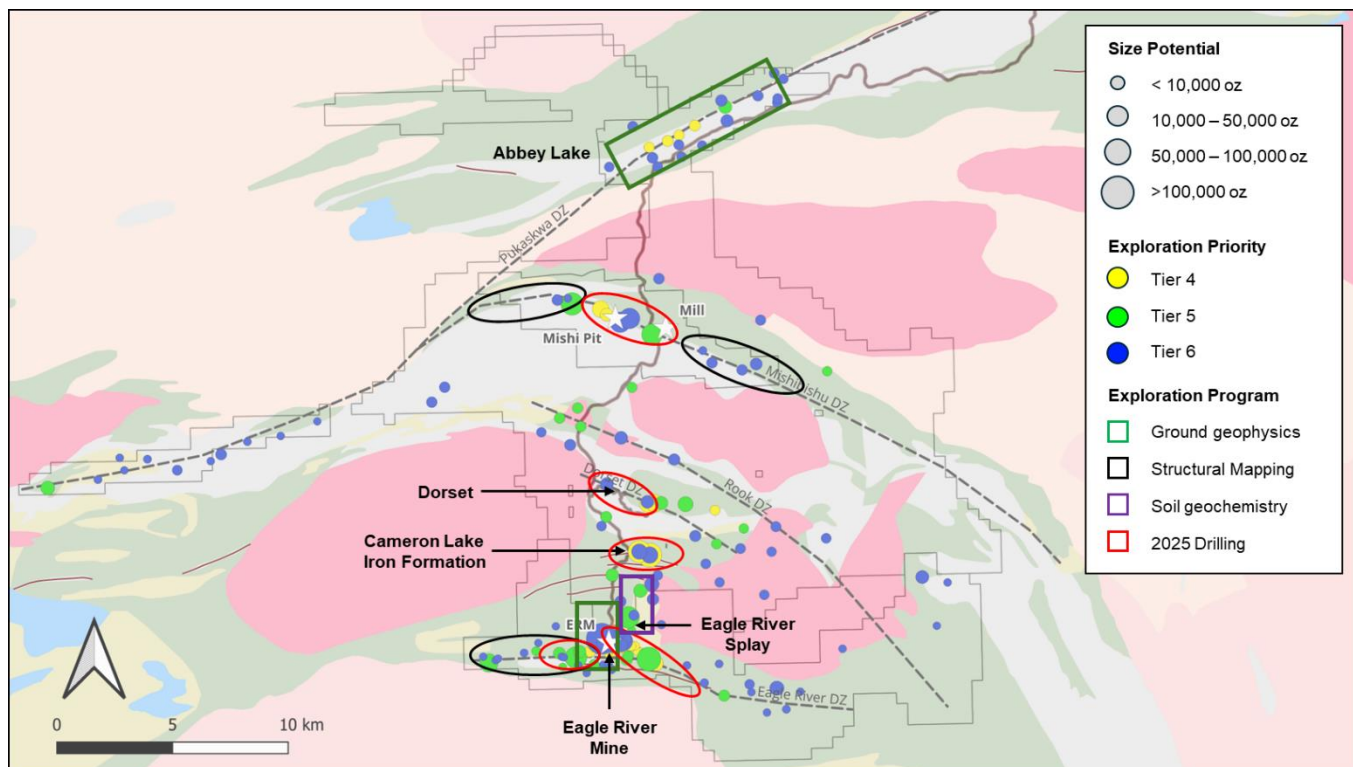 Abbey Lake
Pukaskwa DZ
Mill
Mishi Pit
Mishibishu DZ
Dorset
Dorset DZ
Rook DZ
Cameron Lake
Iron Formation
ERM
Eagle River
Splay
Eagle River DZ
Eagle River
Mine
0 5 10 km
Size Potential
< 10,000 oz
10,000 – 50,000 oz
50,000 – 100,000 oz
>100,000 oz
Exploration Priority
Tier 4
Tier 5
Tier 6
Exploration Program
Ground geophysics
Structural Mapping
Soil geochemistry
2025 Drilling